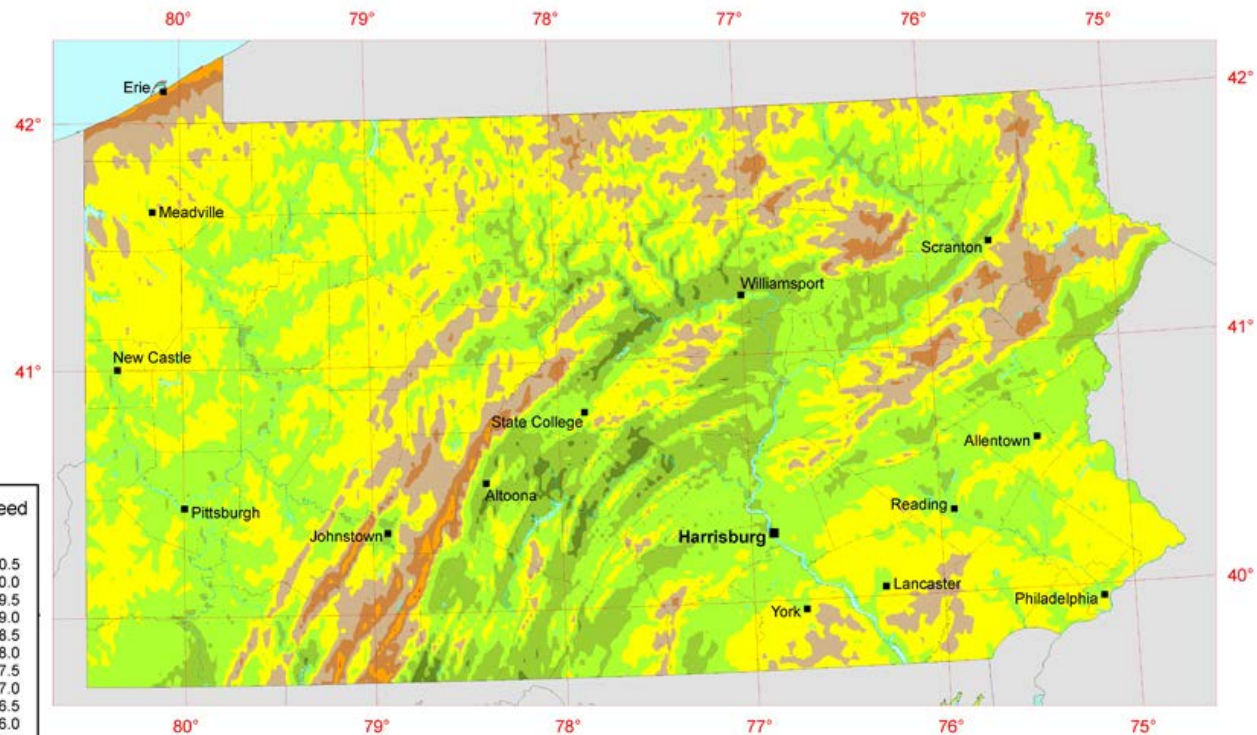 80° 79° 78° 77° 76° 75°
42°
42°
Erie
Meadville
Scranton
Williamsport
41°
New Castle
41°
State College
Allentown
Altoona
Pittsburgh
Reading
Johnstown
Harrisburg
40°
Lancaster
York
Philadelphia
eed
0.5
0.0
9.5
9.0
8.5
8.0
7.5
7.0
6.5
6.0
80° 79° 78° 77° 76° 75°